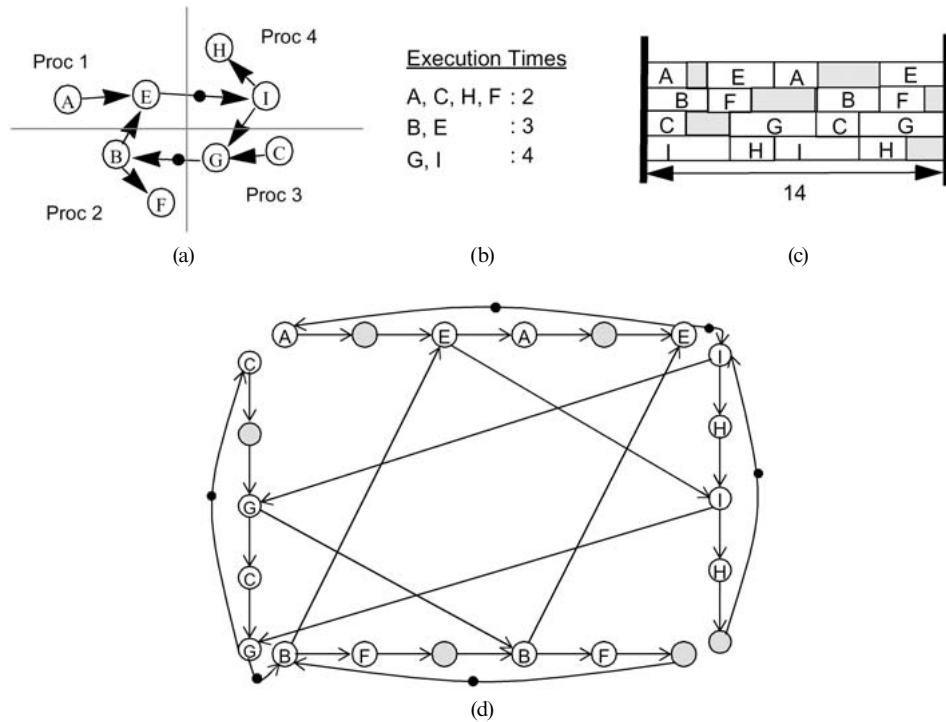 Proc 1
Proc 4
H
A
E
I
B
G
C
F
Proc 2
Proc 3
(a)
Execution Times
A, C, H, F : 2
B, E : 3
G, I : 4
(b)
A E A E
B F B F
C G C G
I H I H
14
(c)
A E A E
C
I
H
G
I
C
H
G
B F B F
(d)